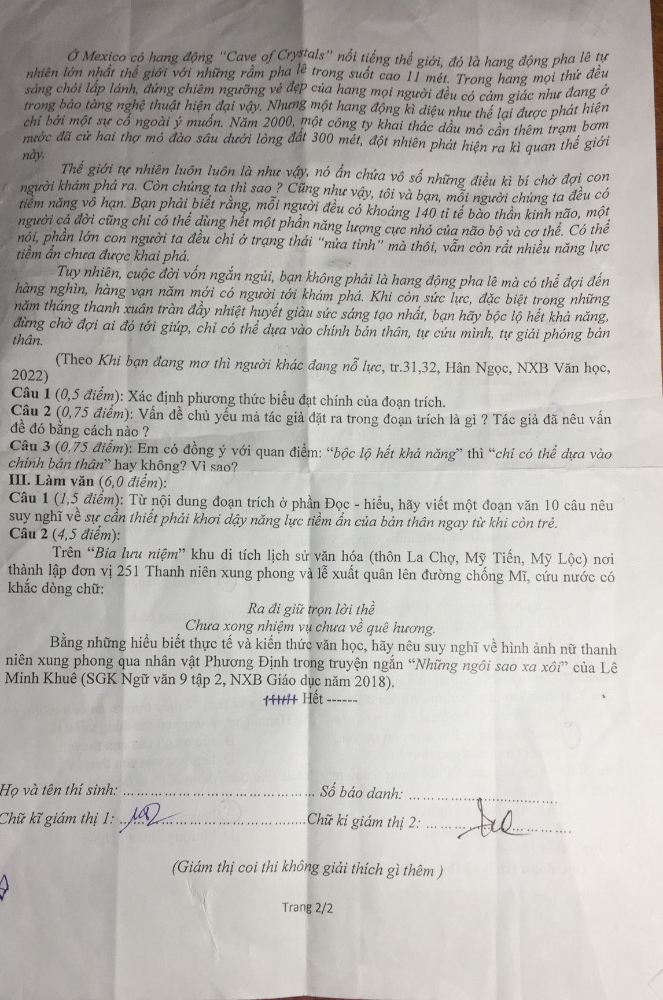 Ở Mexico có hang động “Cave of Crystals” nổi tiếng thế giới, đó là hang động pha lê tự
nhiên lớn nhất thế giới với những rầm pha lê trong suốt cao 11 mét. Trong hang mọi thứ đều
sáng chói lấp lánh, đứng chiêm ngưỡng vẻ đẹp của hang mọi người đều có cảm giác như đang ở
trong bảo tàng nghệ thuật hiện đại vậy. Nhưng một hang động kì diệu như thế lại được phát hiện
chỉ bởi một sự cố ngoài ý muốn. Năm 2000, một công ty khai thác dầu mỏ cần thêm trạm bơm
nước đã cử hai thợ mỏ đào sâu dưới lòng đất 300 mét, đột nhiên phát hiện ra kì quan thế giới
này.
Thế giới tự nhiên luôn luôn là như vậy, nó ẩn chứa vô số những điều kì bí chờ đợi con
người khám phá ra. Còn chúng ta thì sao ? Cũng như vậy, tôi và bạn, mỗi người chúng ta đều có
tiềm năng vô hạn. Bạn phải biết rằng, mỗi người đều có khoảng 140 tỉ tế bào thần kinh não, một
người cả đời cũng chỉ có thể dùng hết một phần năng lượng cực nhỏ của não bộ và cơ thể. Có thể
nói, phần lớn con người ta đều chỉ ở trạng thái “nửa tỉnh” mà thôi, vẫn còn rất nhiều năng lực
tiềm ẩn chưa được khai phá.
Tuy nhiên, cuộc đời vốn ngắn ngủi, bạn không phải là hang động pha lê mà có thể đợi đến
hàng nghìn, hàng vạn năm mới có người tới khám phá. Khi còn sức lực, đặc biệt trong những
năm tháng thanh xuân tràn đầy nhiệt huyết giàu sức sáng tạo nhất, bạn hãy bộc lộ hết khả năng,
đừng chờ đợi ai đó tới giúp, chỉ có thể dựa vào chính bản thân, tự cứu mình, tự giải phóng bản
thân.
(Theo Khi bạn đang mơ thì người khác đang nỗ lực, tr.31,32, Hân Ngọc, NXB Văn học,
2022)
Câu 1 (0,5 điểm): Xác định phương thức biểu đạt chính của đoạn trích.
Câu 2 (0,75 điểm): Vấn đề chủ yếu mà tác giả đặt ra trong đoạn trích là gì ? Tác giả đã nêu vấn
đề đó bằng cách nào ?
Câu 3 (0,75 điểm): Em có đồng ý với quan điểm: “bộc lộ hết khả năng” thì “chỉ có thể dựa vào
chính bản thân” hay không? Vì sao?
III. Làm văn (6,0 điểm):
Câu 1 (1,5 điểm): Từ nội dung đoạn trích ở phần Đọc - hiểu, hãy viết một đoạn văn 10 câu nêu
suy nghĩ về sự cần thiết phải khơi dậy năng lực tiềm ẩn của bản thân ngay từ khi còn trẻ.
Câu 2 (4,5 điểm):
Trên “Bia lưu niệm” khu di tích lịch sử văn hóa (thôn La Chợ, Mỹ Tiến, Mỹ Lộc) nơi
thành lập đơn vị 251 Thanh niên xung phong và lễ xuất quân lên đường chống Mĩ, cứu nước có
khắc dòng chữ:
Ra đi giữ trọn lời thề
Chưa xong nhiệm vụ chưa về quê hương.
Bằng những hiểu biết thực tế và kiến thức văn học, hãy nêu suy nghĩ về hình ảnh nữ thanh
niên xung phong qua nhân vật Phương Định trong truyện ngắn “Những ngôi sao xa xôi” của Lê
Minh Khuê (SGK Ngữ văn 9 tập 2, NXB Giáo dục năm 2018).
------ Hết ------
Họ và tên thí sinh: ........................................ Số báo danh: ..............................
Chữ kĩ giám thị 1: ........................................Chữ kí giám thị 2: ..............................
(Giám thị coi thi không giải thích gì thêm )
Trang 2/2